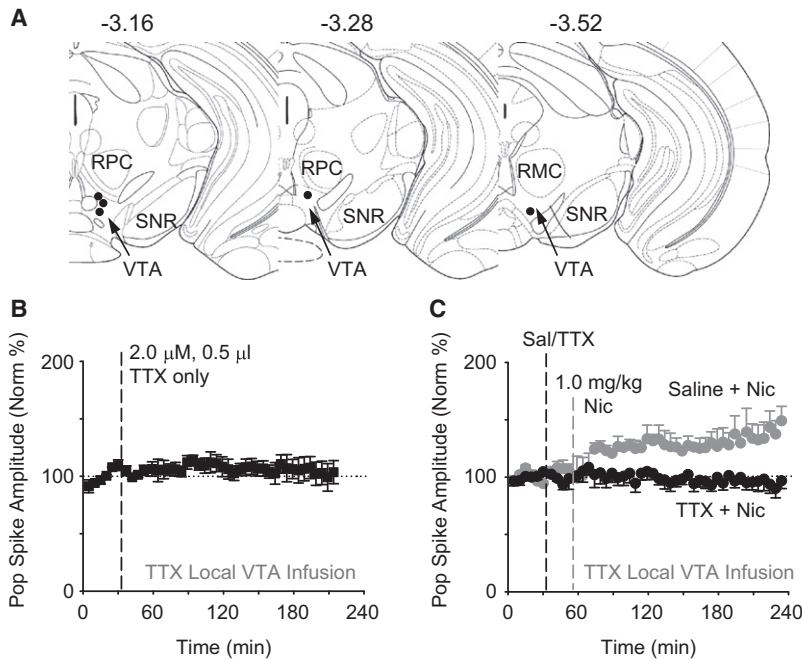 A
-3.16
-3.28
-3.52
RPC
SNR
VTA
RPC
SNR
VTA
RMC
SNR
VTA
B
Pop Spike Amplitude (Norm %)
200
100
0
2.0 μM, 0.5 μl
TTX only
TTX Local VTA Infusion
0
60
120
180
240
Time (min)
C
Pop Spike Amplitude (Norm %)
200
100
0
Sal/TTX
1.0 mg/kg
Nic
Saline + Nic
TTX + Nic
TTX Local VTA Infusion
0
60
120
180
240
Time (min)